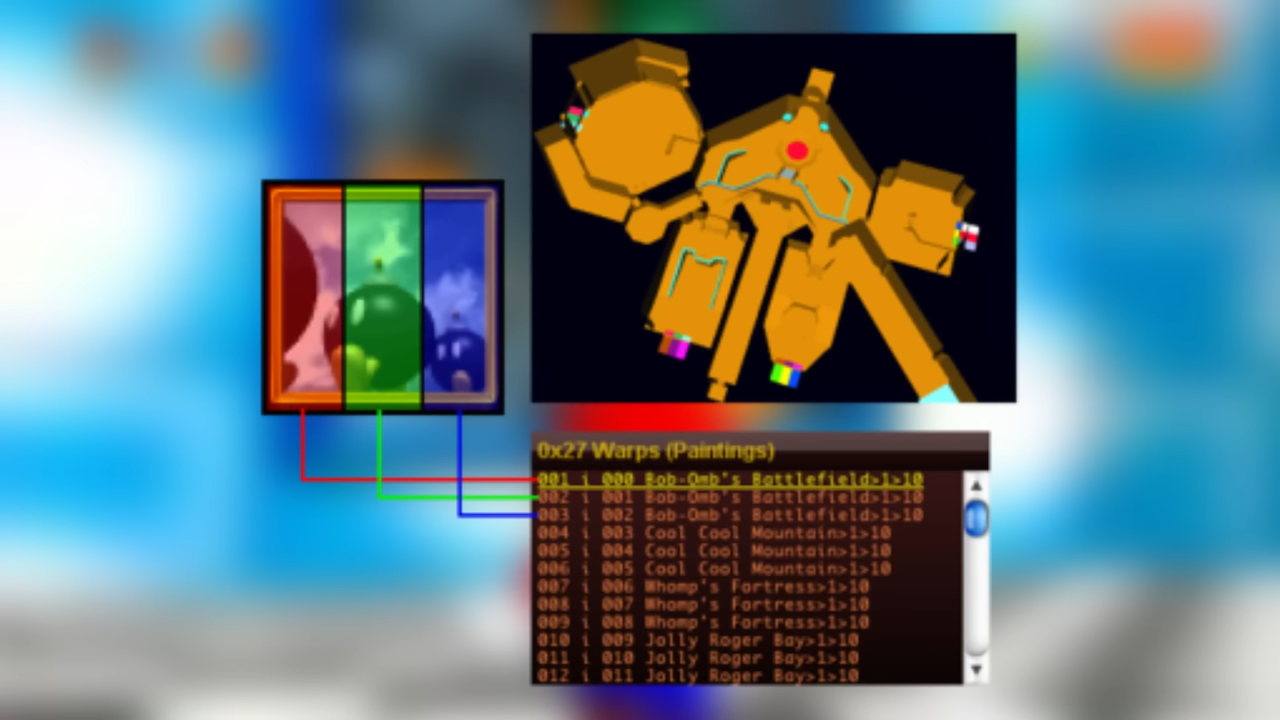 0x27 Warps (Paintings)
001 i 000 Bob-Omb's Battlefield>1>10
002 i 001 Bob-Omb's Battlefield>1>10
003 i 002 Bob-Omb's Battlefield>1>10
004 i 003 Cool Cool Mountain>1>10
005 i 004 Cool Cool Mountain>1>10
006 i 005 Cool Cool Mountain>1>10
007 i 006 Whomp's Fortress>1>10
008 i 007 Whomp's Fortress>1>10
009 i 008 Whomp's Fortress>1>10
010 i 009 Jolly Roger Bay>1>10
011 i 010 Jolly Roger Bay>1>10
012 i 011 Jolly Roger Bay>1>10